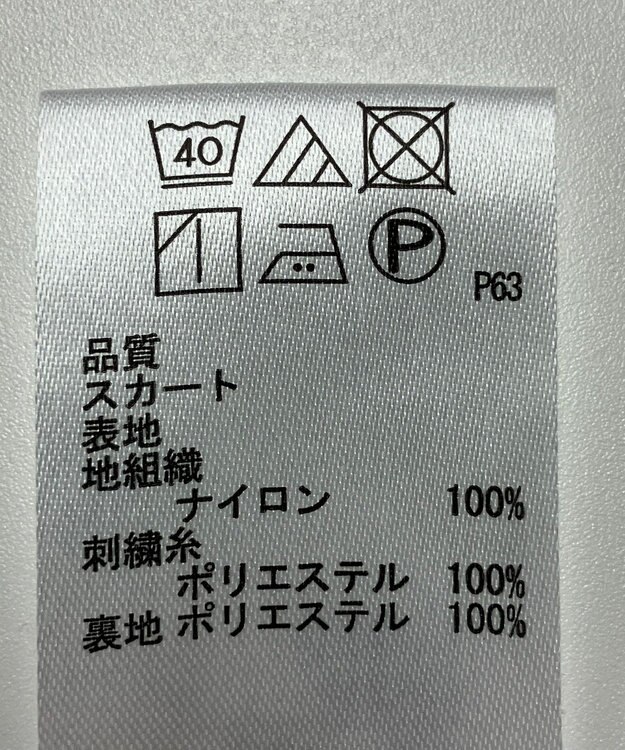 40
P
P63
品質
スカート
表地
地組織
ナイロン 100%
刺繍糸
ポリエステル 100%
裏地 ポリエステル 100%